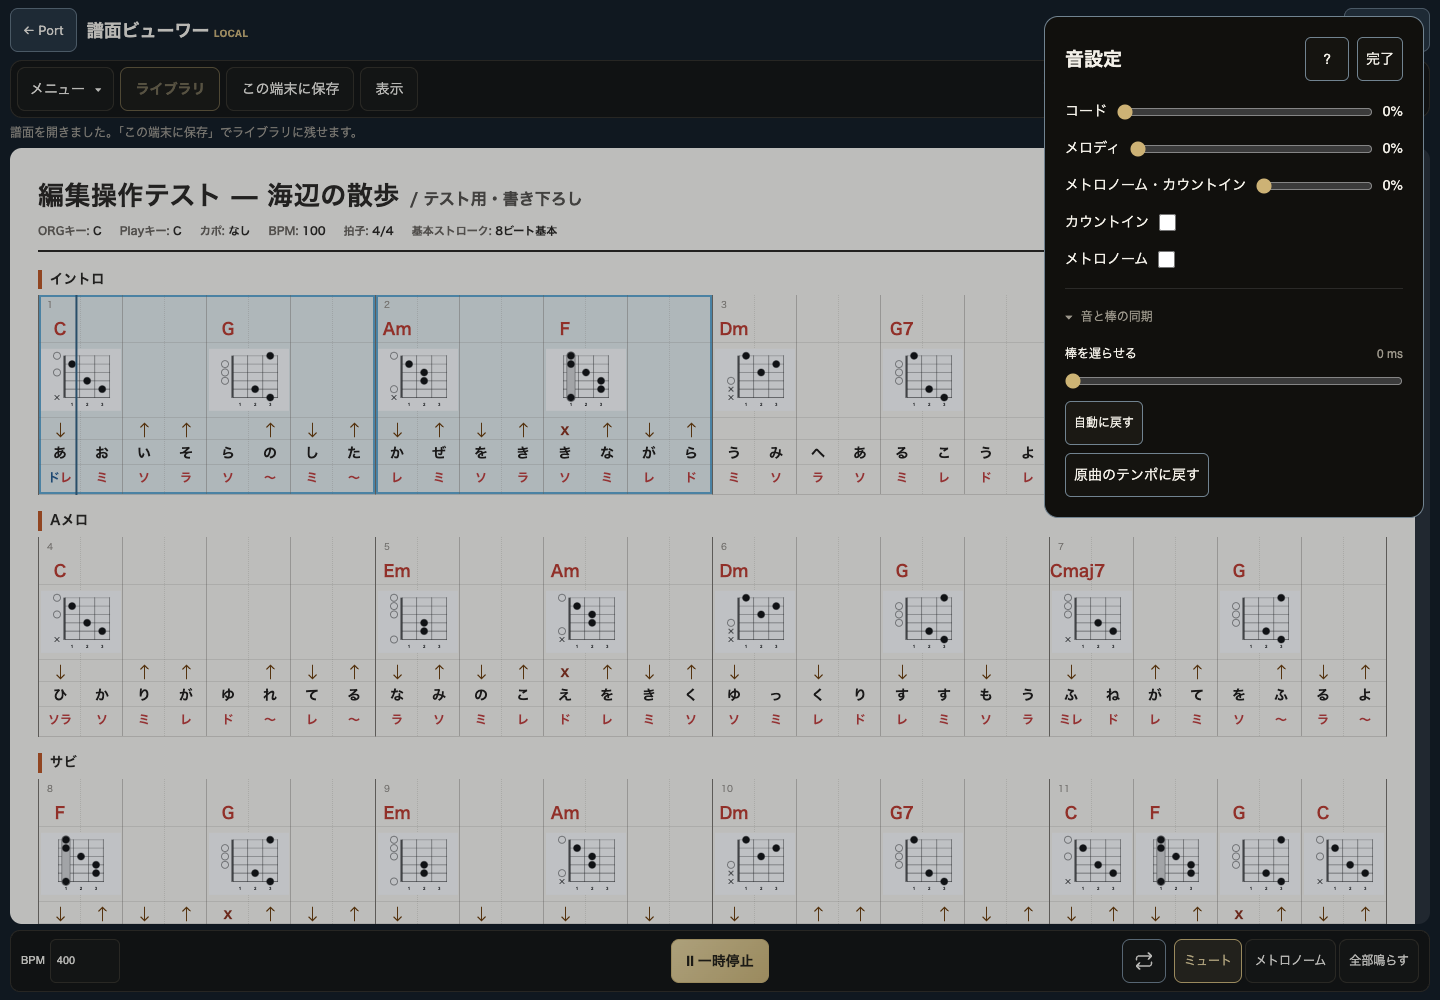 ← Port
譜面ビューワー LOCAL
メニュー ▾ ライブラリ この端末に保存 表示
譜面を開きました。「この端末に保存」でライブラリに残せます。
編集操作テスト — 海辺の散歩 / テスト用・書き下ろし
ORGキー: C Playキー: C カポ: なし BPM: 100 拍子: 4/4 基本ストローク: 8ビート基本
イントロ
1 2 3
C G Am F Dm G7
↓ ↑ ↑ ↑ ↓ ↑ ↓ ↑ ↓ ↑ x ↑ ↓ ↑
あ お い そ ら の し た か ぜ を き き な が ら う み へ あ る こ う よ
ドレ ミ ソ ラ ソ 〜 ミ 〜 レ ミ ソ ラ ソ ミ レ ド ミ ソ ラ ソ ミ レ ド レ
Aメロ
4 5 6 7
C Em Am Dm G Cmaj7 G
↓ ↑ ↑ ↑ ↓ ↑ ↓ ↑ ↓ ↑ x ↑ ↓ ↑ ↓ ↓ ↓ ↓ ↓ ↑ ↑ ↑ ↓ ↑
ひ か り が ゆ れ て る な み の こ え を き く ゆ っ く り す す も う ふ ね が て を ふ る よ
ソラ ソ ミ レ ド 〜 レ 〜 ラ ソ ミ レ ド レ ミ ソ ソ ミ レ ド レ ミ ソ ラ ミレ ド レ ミ ソ 〜 ラ 〜
サビ
8 9 10 11
F G Em Am Dm G7 C F G C
↓ ↑ ↓ ↑ x ↑ ↓ ↑ ↓ ↓ ↓ ↓ ↓ ↑ ↑ ↑ ↓ ↑ ↓ ↑ ↓ ↑ x ↑ ↓ ↑
音設定 ? 完了
コード 0%
メロディ 0%
メトロノーム・カウントイン 0%
カウントイン
メトロノーム
▾ 音と棒の同期
棒を遅らせる 0 ms
自動に戻す
原曲のテンポに戻す
BPM 400 ⏸ 一時停止 ミュート メトロノーム 全部鳴らす